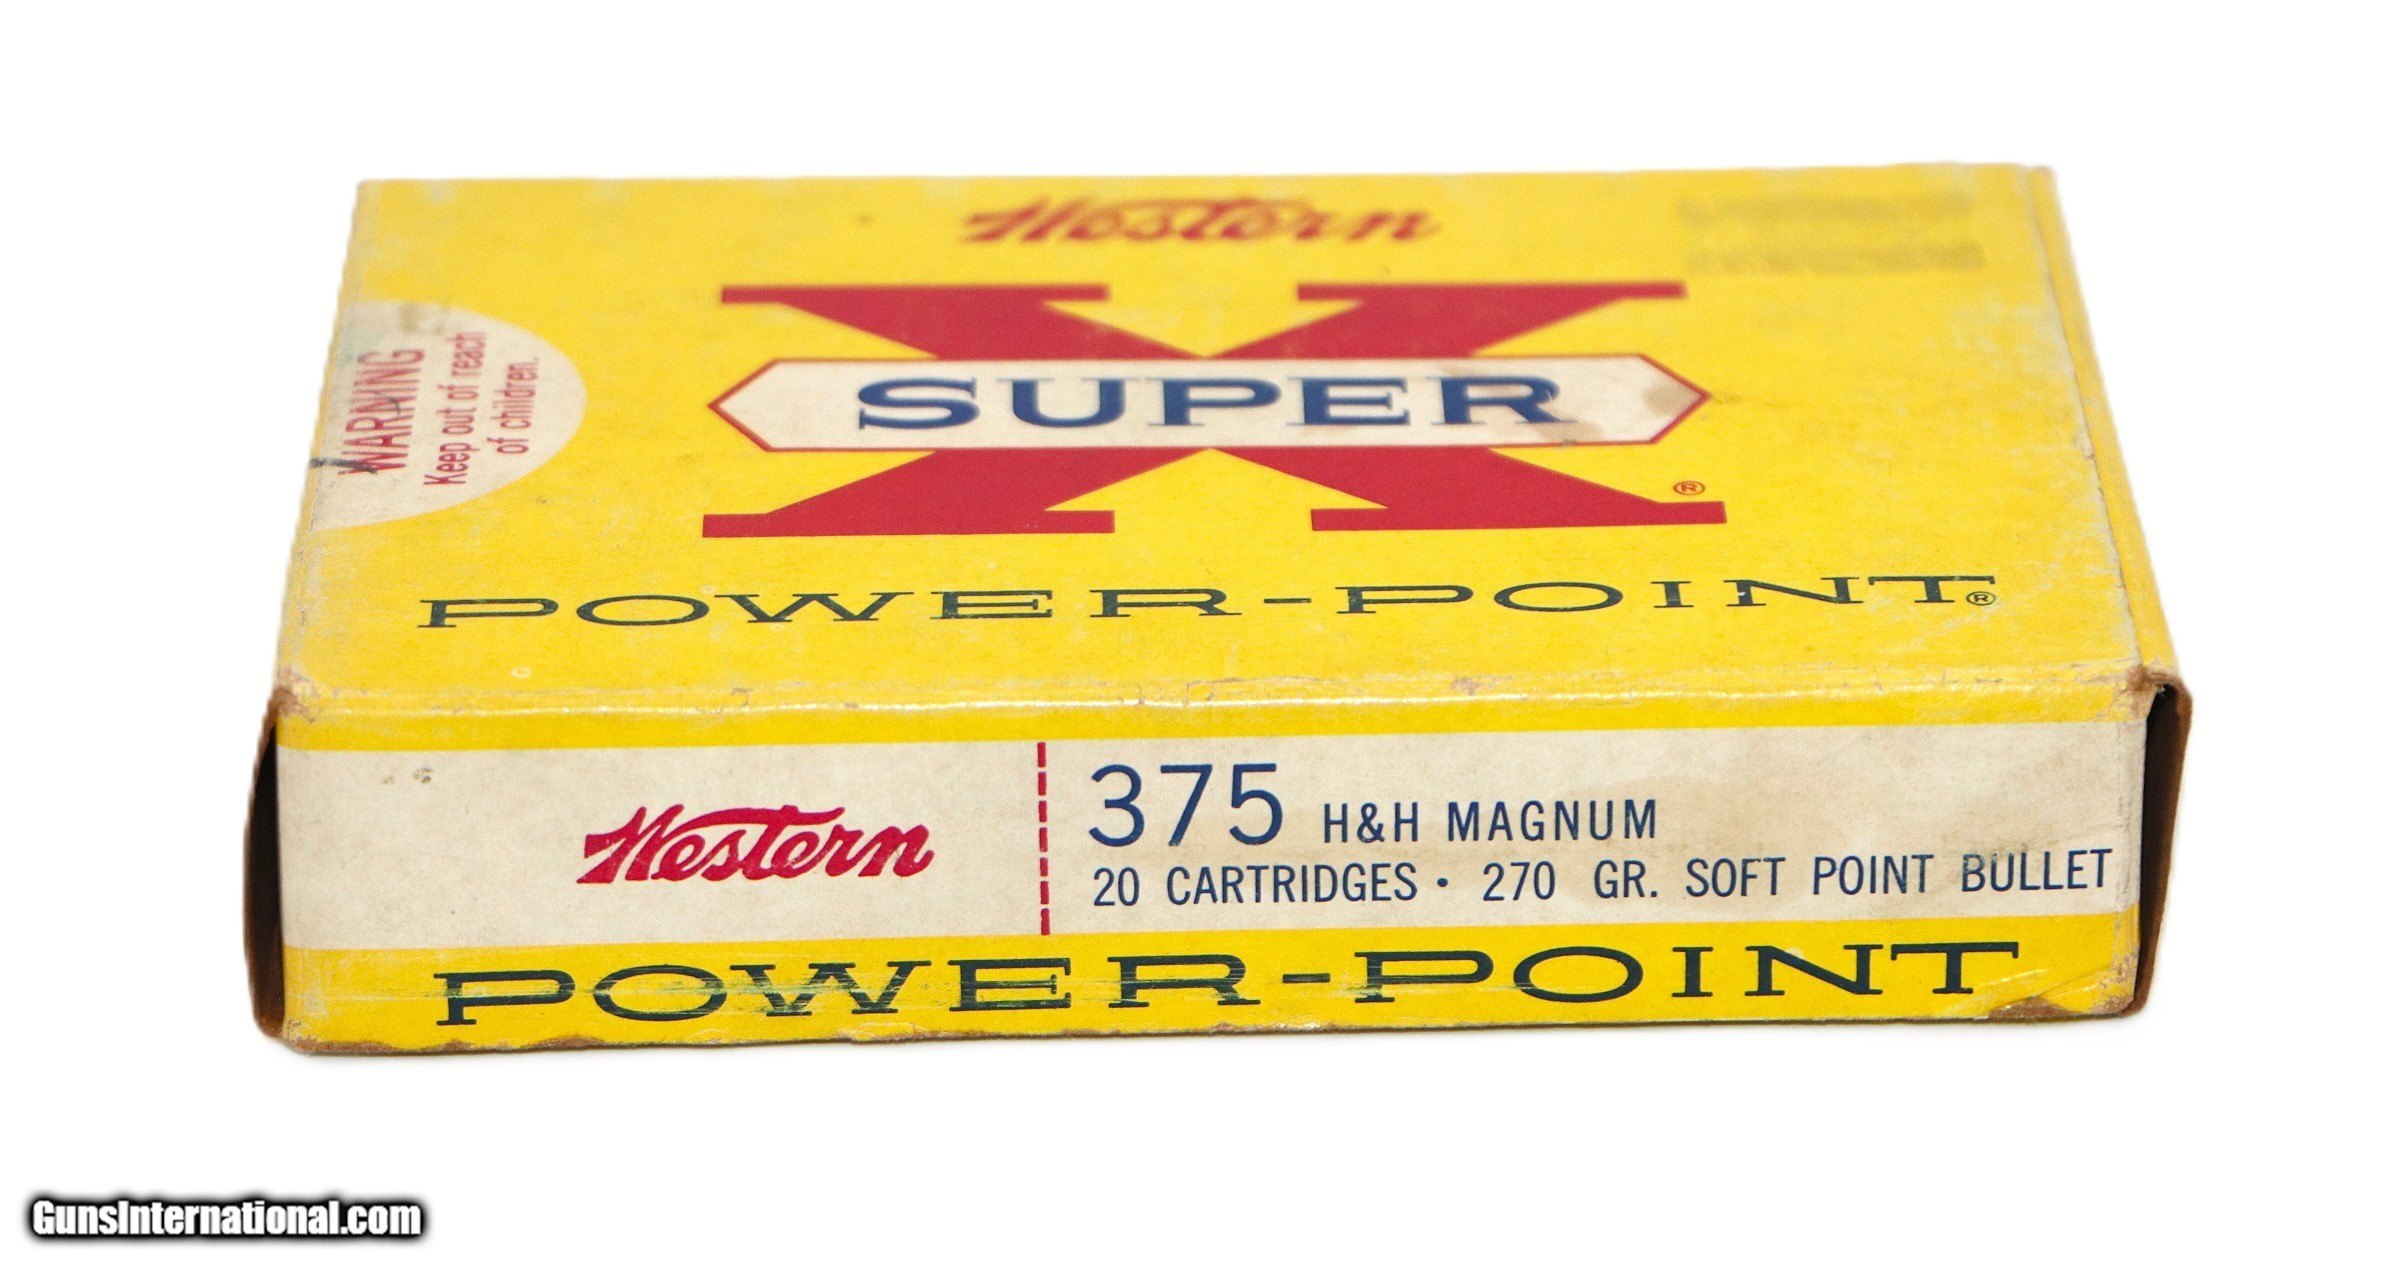 Western
SUPER X ®
POWER-POINT®
WARNING
Keep out of reach
of children.
Western
375 H&H MAGNUM
20 CARTRIDGES · 270 GR. SOFT POINT BULLET
POWER-POINT
GunsInternational.com